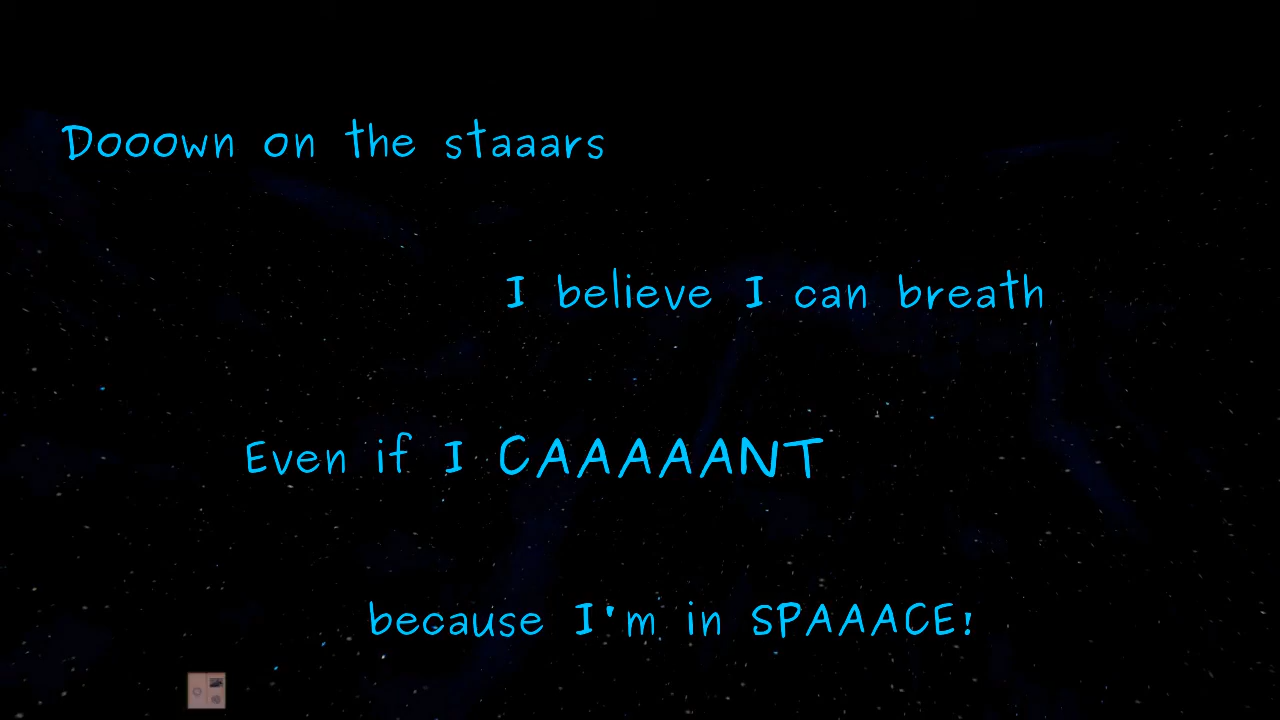 Dooown on the staaars
I believe I can breath
Even if I CAAAAANT
because I'm in SPAAACE!